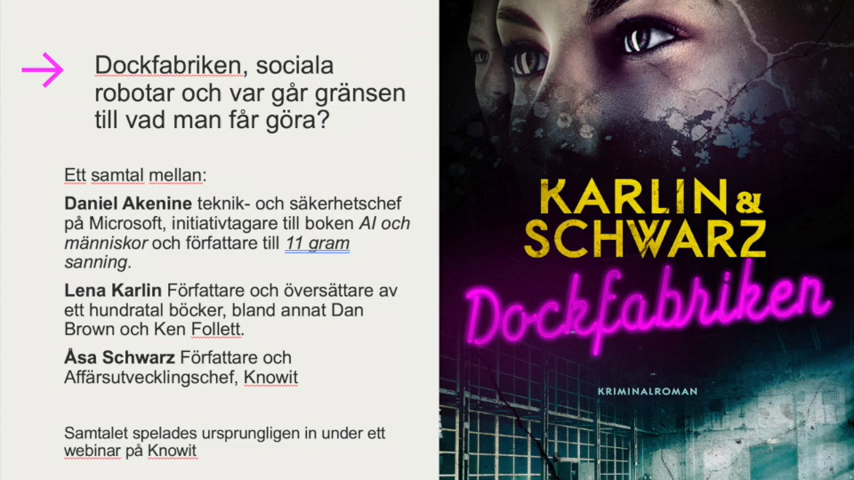 Dockfabriken, sociala
robotar och var går gränsen
till vad man får göra?
Ett samtal mellan:
Daniel Akenine teknik- och säkerhetschef
på Microsoft, initiativtagare till boken AI och
människor och författare till 11 gram
sanning.
Lena Karlin Författare och översättare av
ett hundratal böcker, bland annat Dan
Brown och Ken Follett.
Åsa Schwarz Författare och
Affärsutvecklingschef, Knowit
Samtalet spelades ursprungligen in under ett
webinar på Knowit
KARLIN &
SCHWARZ
Dockfabriken
KRIMINALROMAN